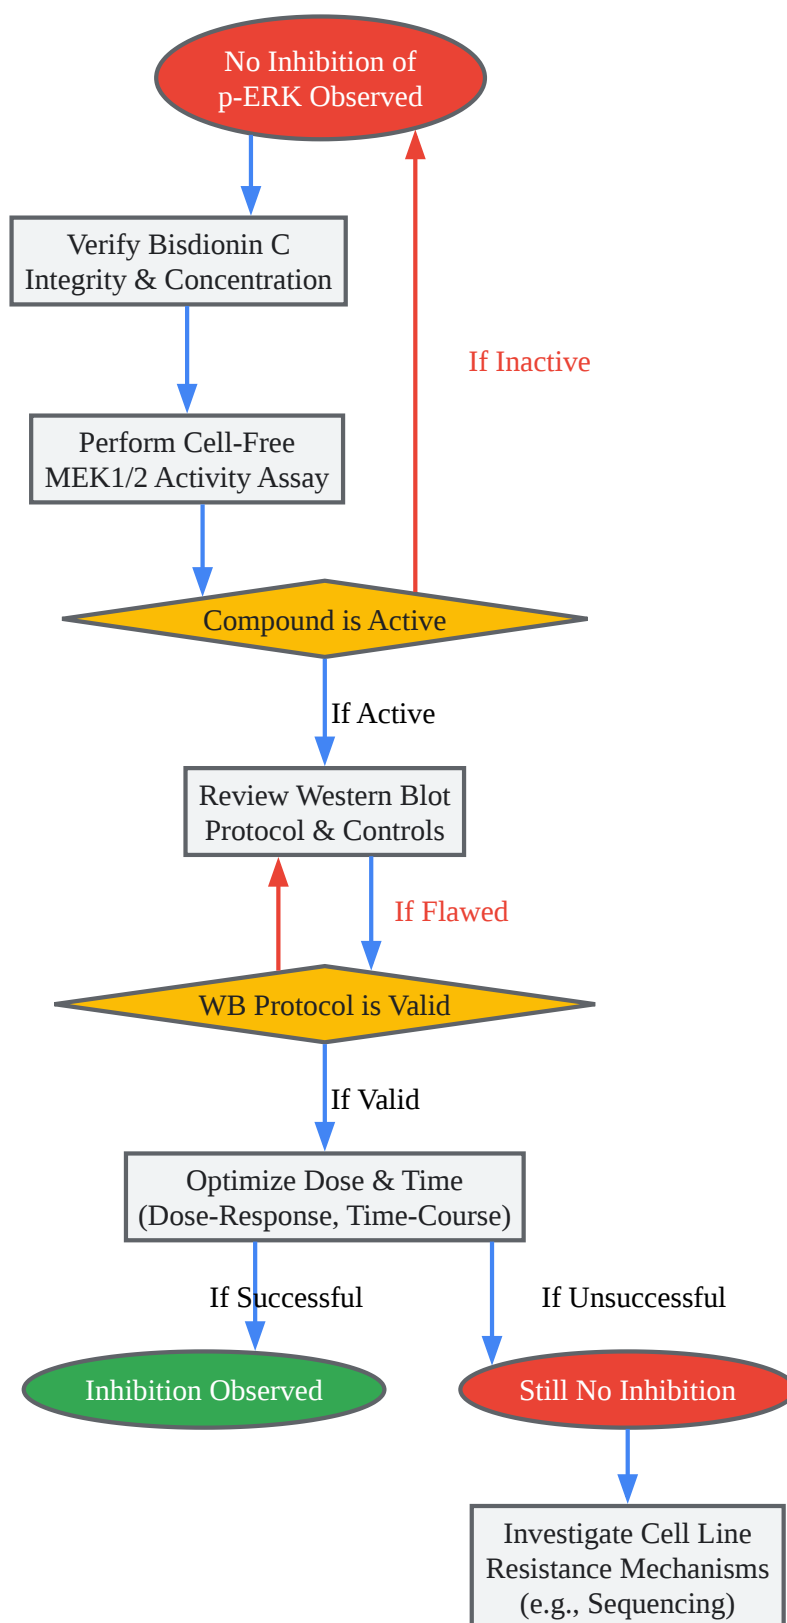 No Inhibition of
p-ERK Observed
Verify Bisdionin C
Integrity & Concentration
If Inactive
Perform Cell-Free
MEK1/2 Activity Assay
Compound is Active
If Active
Review Western Blot
Protocol & Controls
If Flawed
WB Protocol is Valid
If Valid
Optimize Dose & Time
(Dose-Response, Time-Course)
If Successful
If Unsuccessful
Inhibition Observed
Still No Inhibition
Investigate Cell Line
Resistance Mechanisms
(e.g., Sequencing)